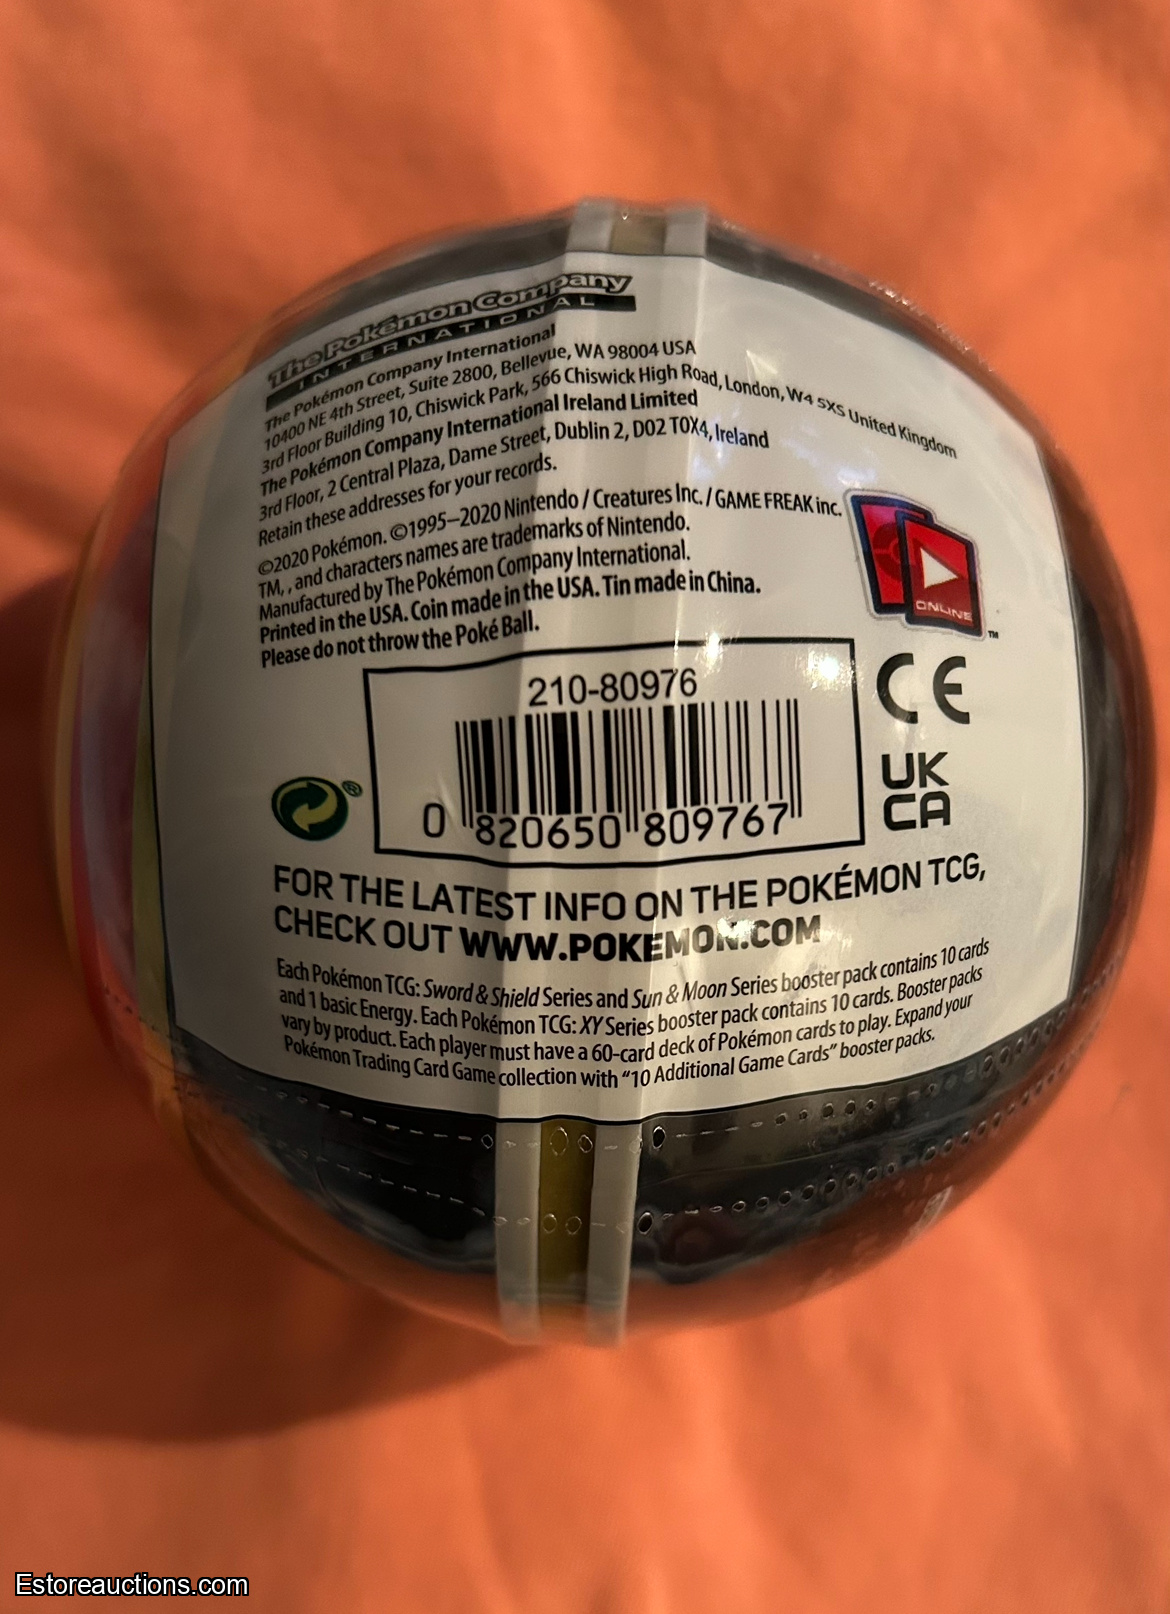 The Pokémon Company
INTERNATIONAL
The Pokémon Company International
10400 NE 4th Street, Suite 2800, Bellevue, WA 98004 USA
3rd Floor Building 10, Chiswick Park, 566 Chiswick High Road, London, W4 5XS United Kingdom
The Pokémon Company International Ireland Limited
3rd Floor, 2 Central Plaza, Dame Street, Dublin 2, D02 T0X4, Ireland
Retain these addresses for your records.
©2020 Pokémon. ©1995–2020 Nintendo / Creatures Inc. / GAME FREAK inc.
TM, , and characters names are trademarks of Nintendo.
Manufactured by The Pokémon Company International.
Printed in the USA. Coin made in the USA. Tin made in China.
Please do not throw the Poké Ball.
ONLINE
TM
210-80976
0 820650 809767
®
CE
UK
CA
FOR THE LATEST INFO ON THE POKÉMON TCG,
CHECK OUT WWW.POKEMON.COM
Each Pokémon TCG: Sword & Shield Series and Sun & Moon Series booster pack contains 10 cards
and 1 basic Energy. Each Pokémon TCG: XY Series booster pack contains 10 cards. Booster packs
vary by product. Each player must have a 60-card deck of Pokémon cards to play. Expand your
Pokémon Trading Card Game collection with “10 Additional Game Cards” booster packs.
Estoreauctions.com